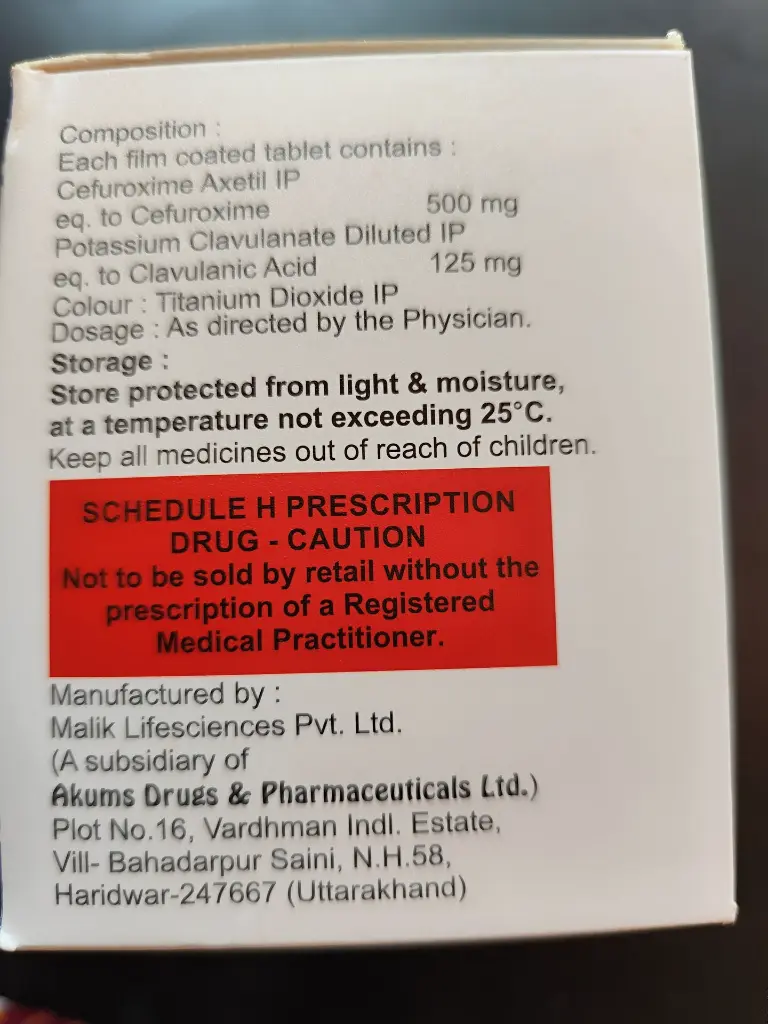 Composition :
Each film coated tablet contains :
Cefuroxime Axetil IP
eq. to Cefuroxime 500 mg
Potassium Clavulanate Diluted IP
eq. to Clavulanic Acid 125 mg
Colour : Titanium Dioxide IP
Dosage : As directed by the Physician.
Storage :
Store protected from light & moisture,
at a temperature not exceeding 25°C.
Keep all medicines out of reach of children.
SCHEDULE H PRESCRIPTION
DRUG - CAUTION
Not to be sold by retail without the
prescription of a Registered
Medical Practitioner.
Manufactured by :
Malik Lifesciences Pvt. Ltd.
(A subsidiary of
Akums Drugs & Pharmaceuticals Ltd.)
Plot No.16, Vardhman Indl. Estate,
Vill- Bahadarpur Saini, N.H.58,
Haridwar-247667 (Uttarakhand)